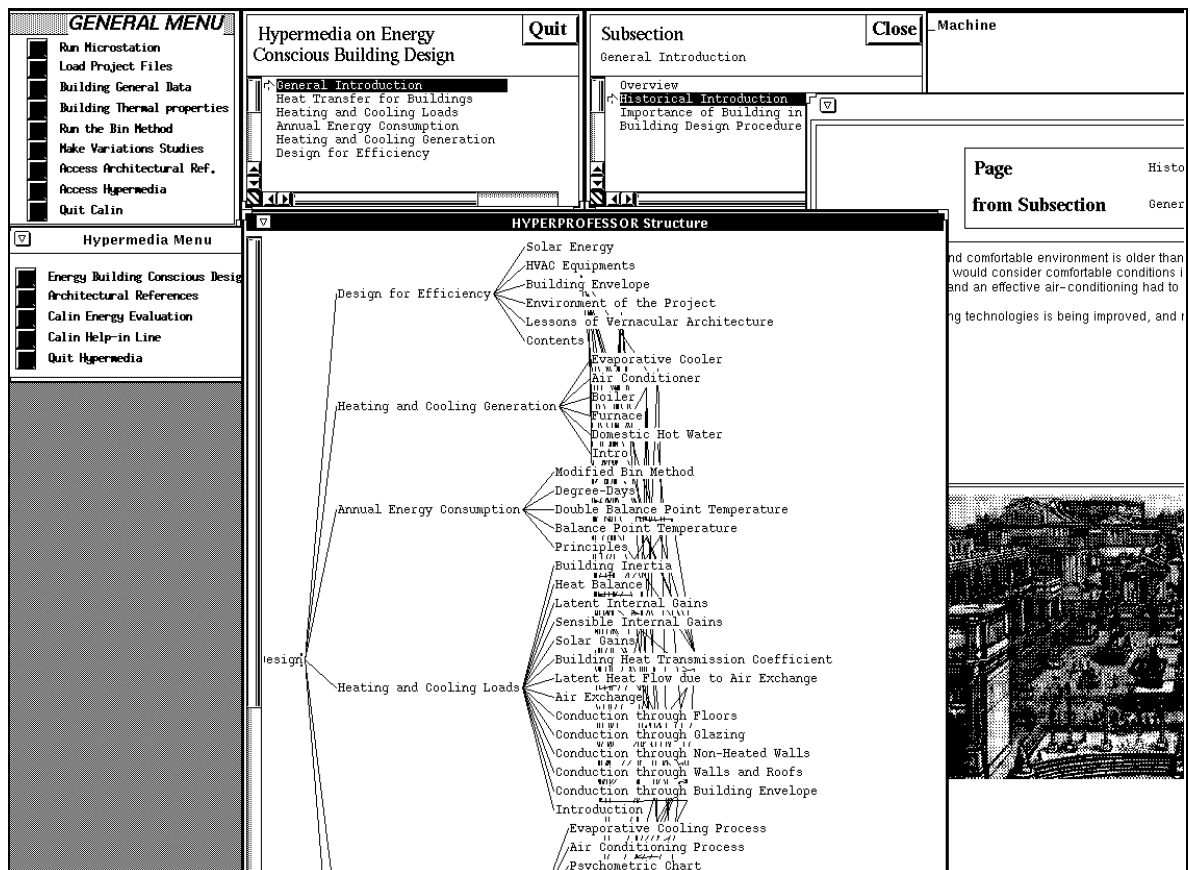 GENERAL MENU
Run Microstation
Load Project Files
Building General Data
Building Thermal properties
Run the Bin Method
Make Variations Studies
Access Architectural Ref.
Access Hypermedia
Quit Calin
Hypermedia Menu
Energy Building Conscious Desig
Architectural References
Calin Energy Evaluation
Calin Help-in Line
Quit Hypermedia
Hypermedia on Energy
Conscious Building Design
Quit
General Introduction
Heat Transfer for Buildings
Heating and Cooling Loads
Annual Energy Consumption
Heating and Cooling Generation
Design for Efficiency
Subsection
Close
General Introduction
Overview
Historical Introduction
Importance of Building in
Building Design Procedure
_Machine
Page
Histo
from Subsection
Gener
nd comfortable environment is older than
would consider comfortable conditions i
and an effective air-conditioning had to
ng technologies is being improved, and r
HYPERPROFESSOR Structure
Solar Energy
HVAC Equipments
Building Envelope
Design for Efficiency
Environment of the Project
Lessons of Vernacular Architecture
Contents
Evaporative Cooler
Air Conditioner
Boiler
Heating and Cooling Generation
Furnace
Domestic Hot Water
Intro
Modified Bin Method
Degree-Days
Annual Energy Consumption
Double Balance Point Temperature
Balance Point Temperature
Principles
Building Inertia
Heat Balance
Latent Internal Gains
Sensible Internal Gains
Solar Gains
esign
Building Heat Transmission Coefficient
Latent Heat Flow due to Air Exchange
Heating and Cooling Loads
Air Exchange
Conduction through Floors
Conduction through Glazing
Conduction through Non-Heated Walls
Conduction through Walls and Roofs
Conduction through Building Envelope
Introduction
Evaporative Cooling Process
Air Conditioning Process
Psychometric Chart